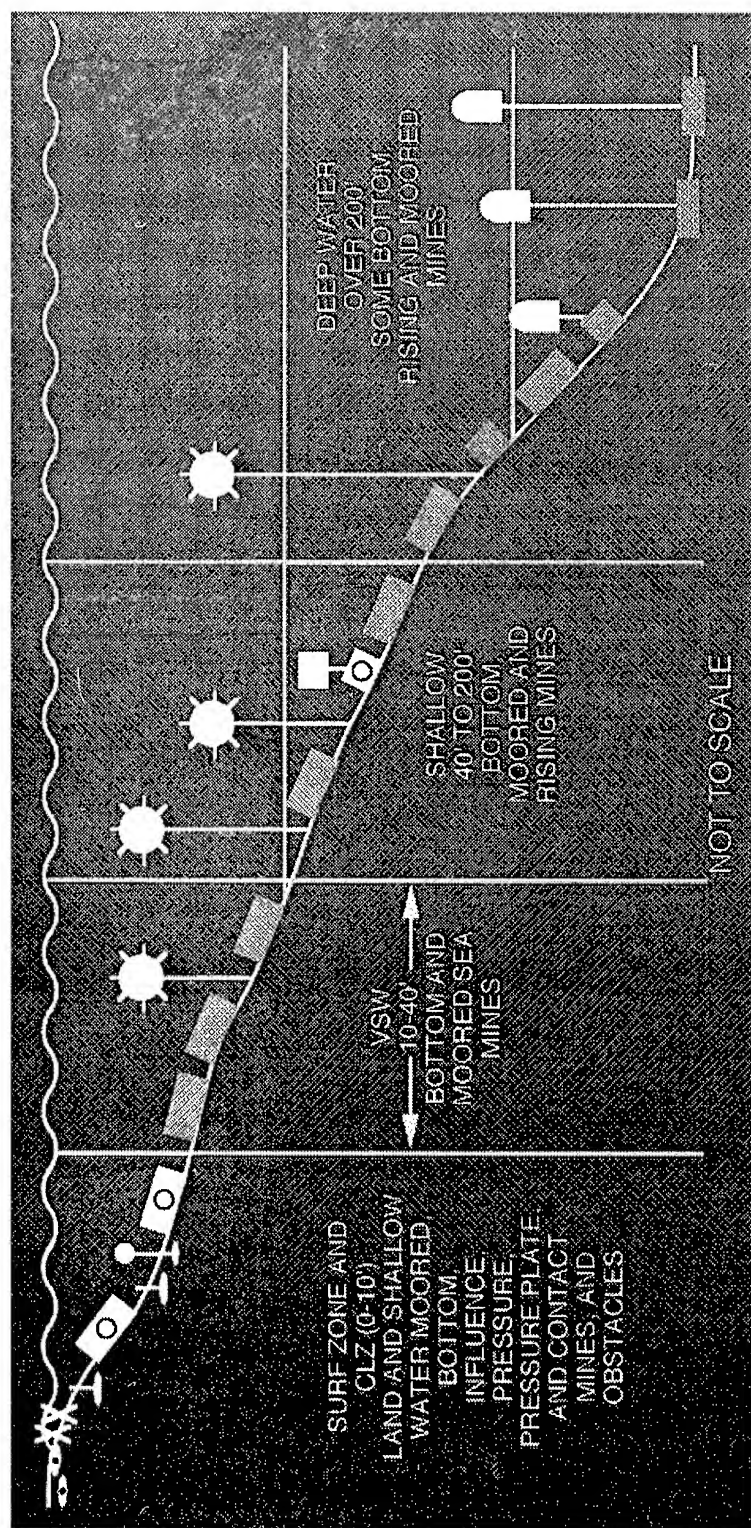 SURF ZONE AND
CLZ (0-10')
LAND AND SHALLOW
WATER MOORED,
BOTTOM
INFLUENCE,
PRESSURE,
PRESSURE PLATE,
AND CONTACT
MINES, AND
OBSTACLES
VSW
10-40'
BOTTOM AND
MOORED SEA
MINES
SHALLOW
40' TO 200'
BOTTOM,
MOORED AND
RISING MINES
DEEP WATER
OVER 200'
SOME BOTTOM,
RISING AND MOORED
MINES
NOT TO SCALE